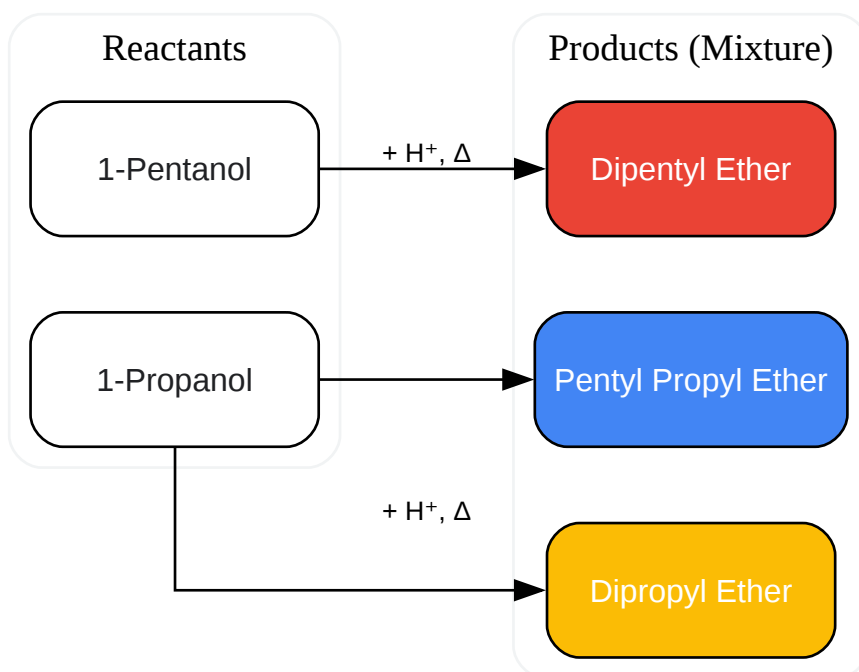 Reactants
Products (Mixture)
1-Pentanol
+ H⁺, Δ
Dipentyl Ether
1-Propanol
Pentyl Propyl Ether
+ H⁺, Δ
Dipropyl Ether